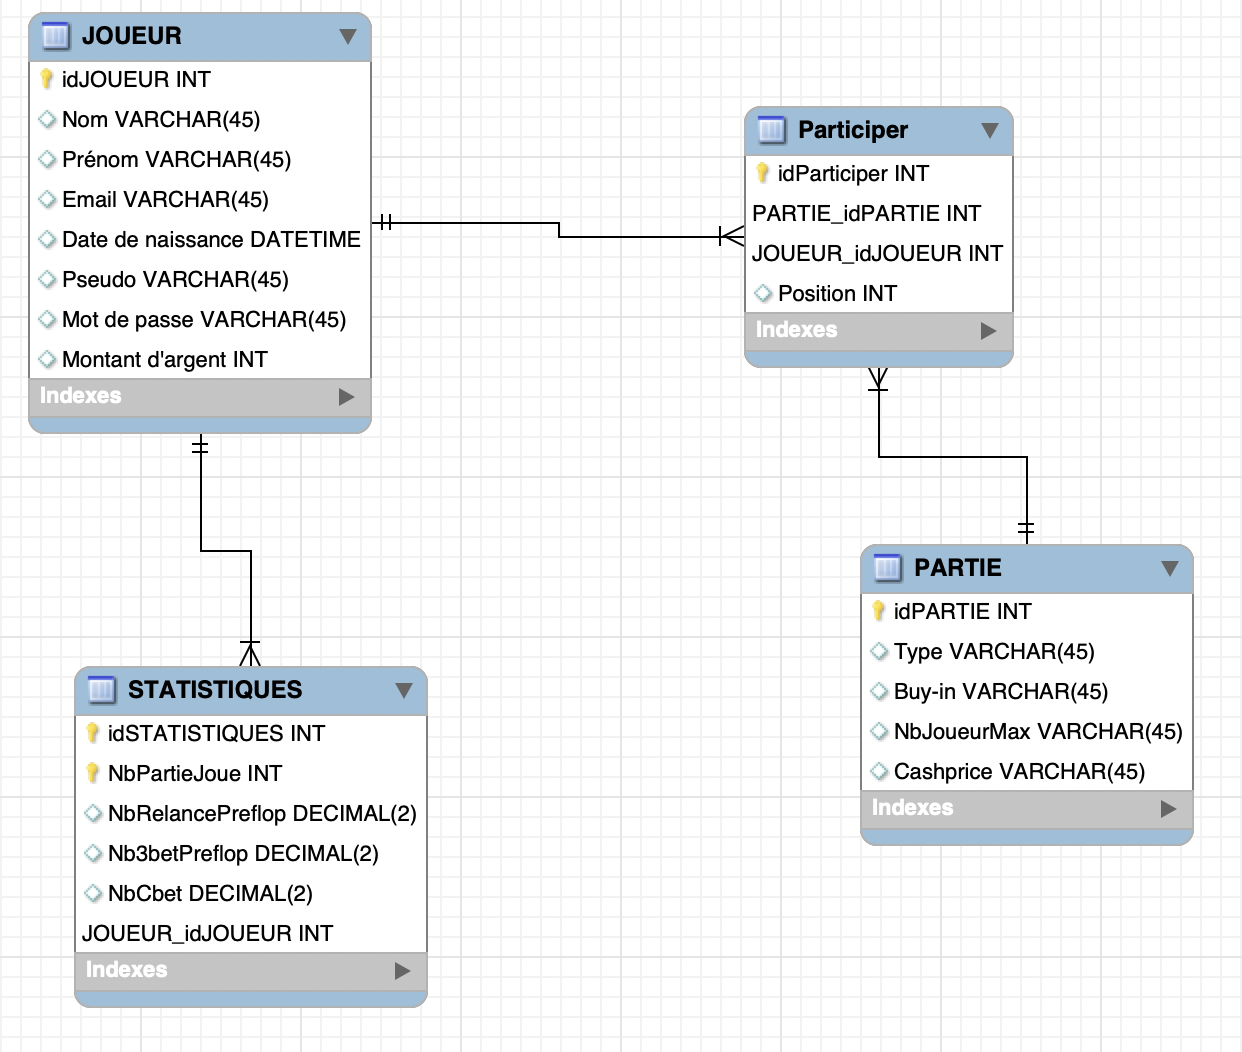 JOUEUR
idJOUEUR INT
Nom VARCHAR(45)
Prénom VARCHAR(45)
Email VARCHAR(45)
Date de naissance DATETIME
Pseudo VARCHAR(45)
Mot de passe VARCHAR(45)
Montant d'argent INT
Indexes
Participer
idParticiper INT
PARTIE_idPARTIE INT
JOUEUR_idJOUEUR INT
Position INT
Indexes
STATISTIQUES
idSTATISTIQUES INT
NbPartieJoue INT
NbRelancePreflop DECIMAL(2)
Nb3betPreflop DECIMAL(2)
NbCbet DECIMAL(2)
JOUEUR_idJOUEUR INT
Indexes
PARTIE
idPARTIE INT
Type VARCHAR(45)
Buy-in VARCHAR(45)
NbJoueurMax VARCHAR(45)
Cashprice VARCHAR(45)
Indexes